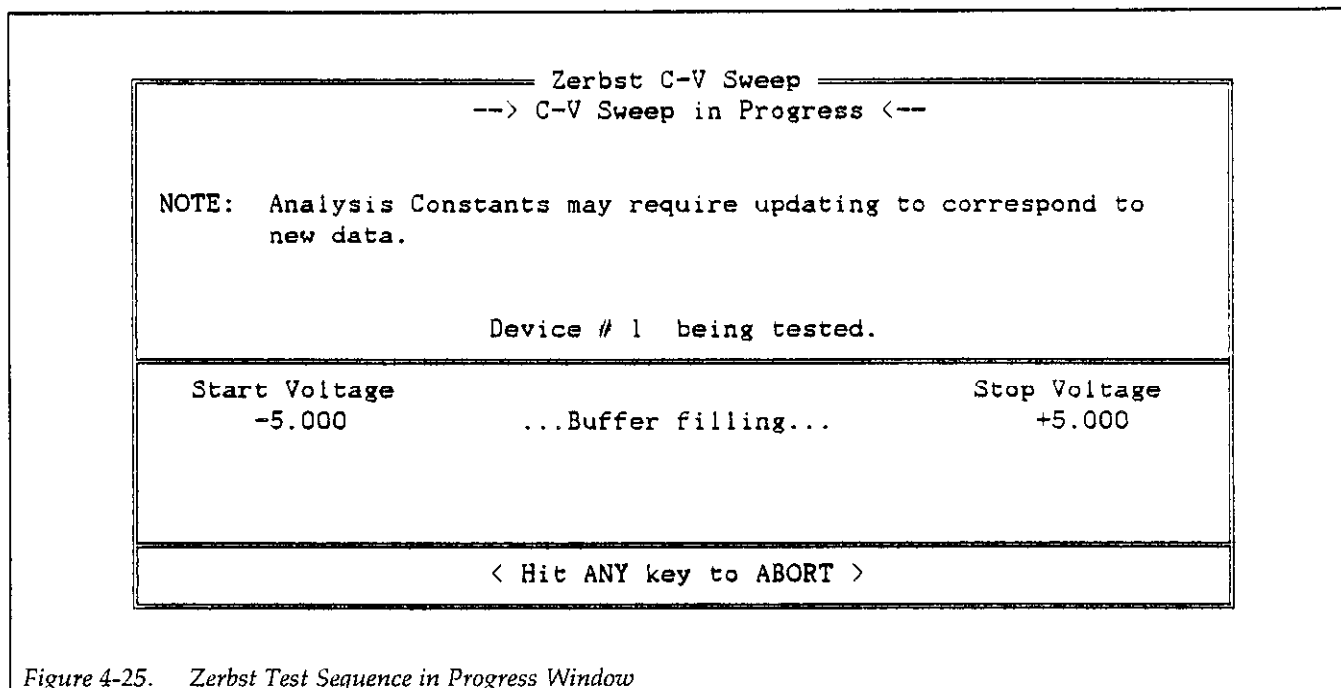 Zerbst C-V Sweep
--> C-V Sweep in Progress <--
NOTE: Analysis Constants may require updating to correspond to
new data.
Device # 1 being tested.
Start Voltage Stop Voltage
-5.000 ...Buffer filling... +5.000
< Hit ANY key to ABORT >
Figure 4-25. Zerbst Test Sequence in Progress Window